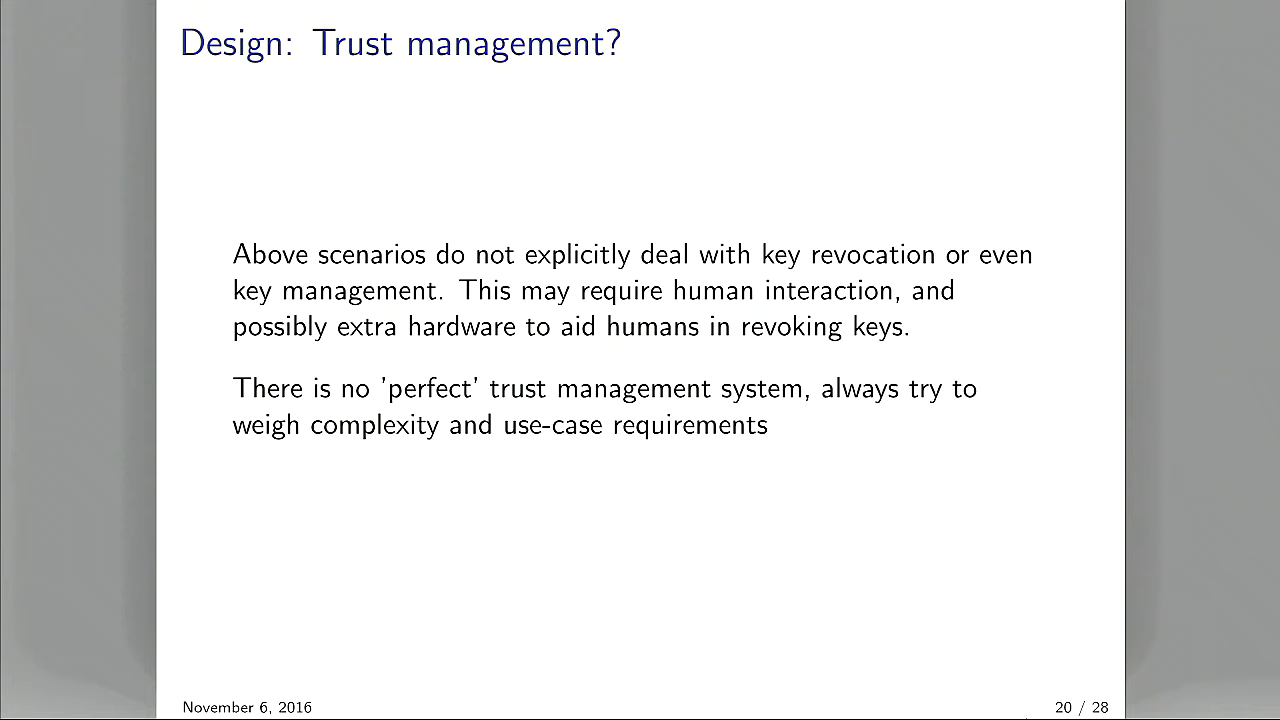 Design: Trust management?
Above scenarios do not explicitly deal with key revocation or even
key management. This may require human interaction, and
possibly extra hardware to aid humans in revoking keys.
There is no 'perfect' trust management system, always try to
weigh complexity and use-case requirements
November 6, 2016
20 / 28